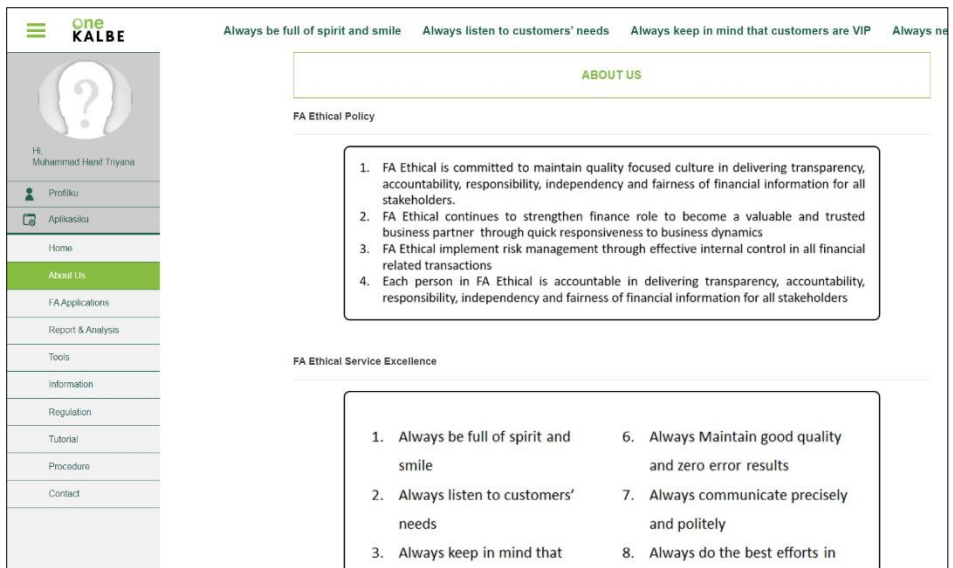 One
KALBE
Always be full of spirit and smile Always listen to customers' needs Always keep in mind that customers are VIP Always ne
Hi,
Muhammad Hanif Triyana
Profilku
Aplikasiku
Home
About Us
FA Applications
Report & Analysis
Tools
Information
Regulation
Tutorial
Procedure
Contact
ABOUT US
FA Ethical Policy
1. FA Ethical is committed to maintain quality focused culture in delivering transparency,
accountability, responsibility, independency and fairness of financial information for all
stakeholders.
2. FA Ethical continues to strengthen finance role to become a valuable and trusted
business partner through quick responsiveness to business dynamics
3. FA Ethical implement risk management through effective internal control in all financial
related transactions
4. Each person in FA Ethical is accountable in delivering transparency, accountability,
responsibility, independency and fairness of financial information for all stakeholders
FA Ethical Service Excellence
1. Always be full of spirit and
smile
2. Always listen to customers'
needs
3. Always keep in mind that
6. Always Maintain good quality
and zero error results
7. Always communicate precisely
and politely
8. Always do the best efforts in